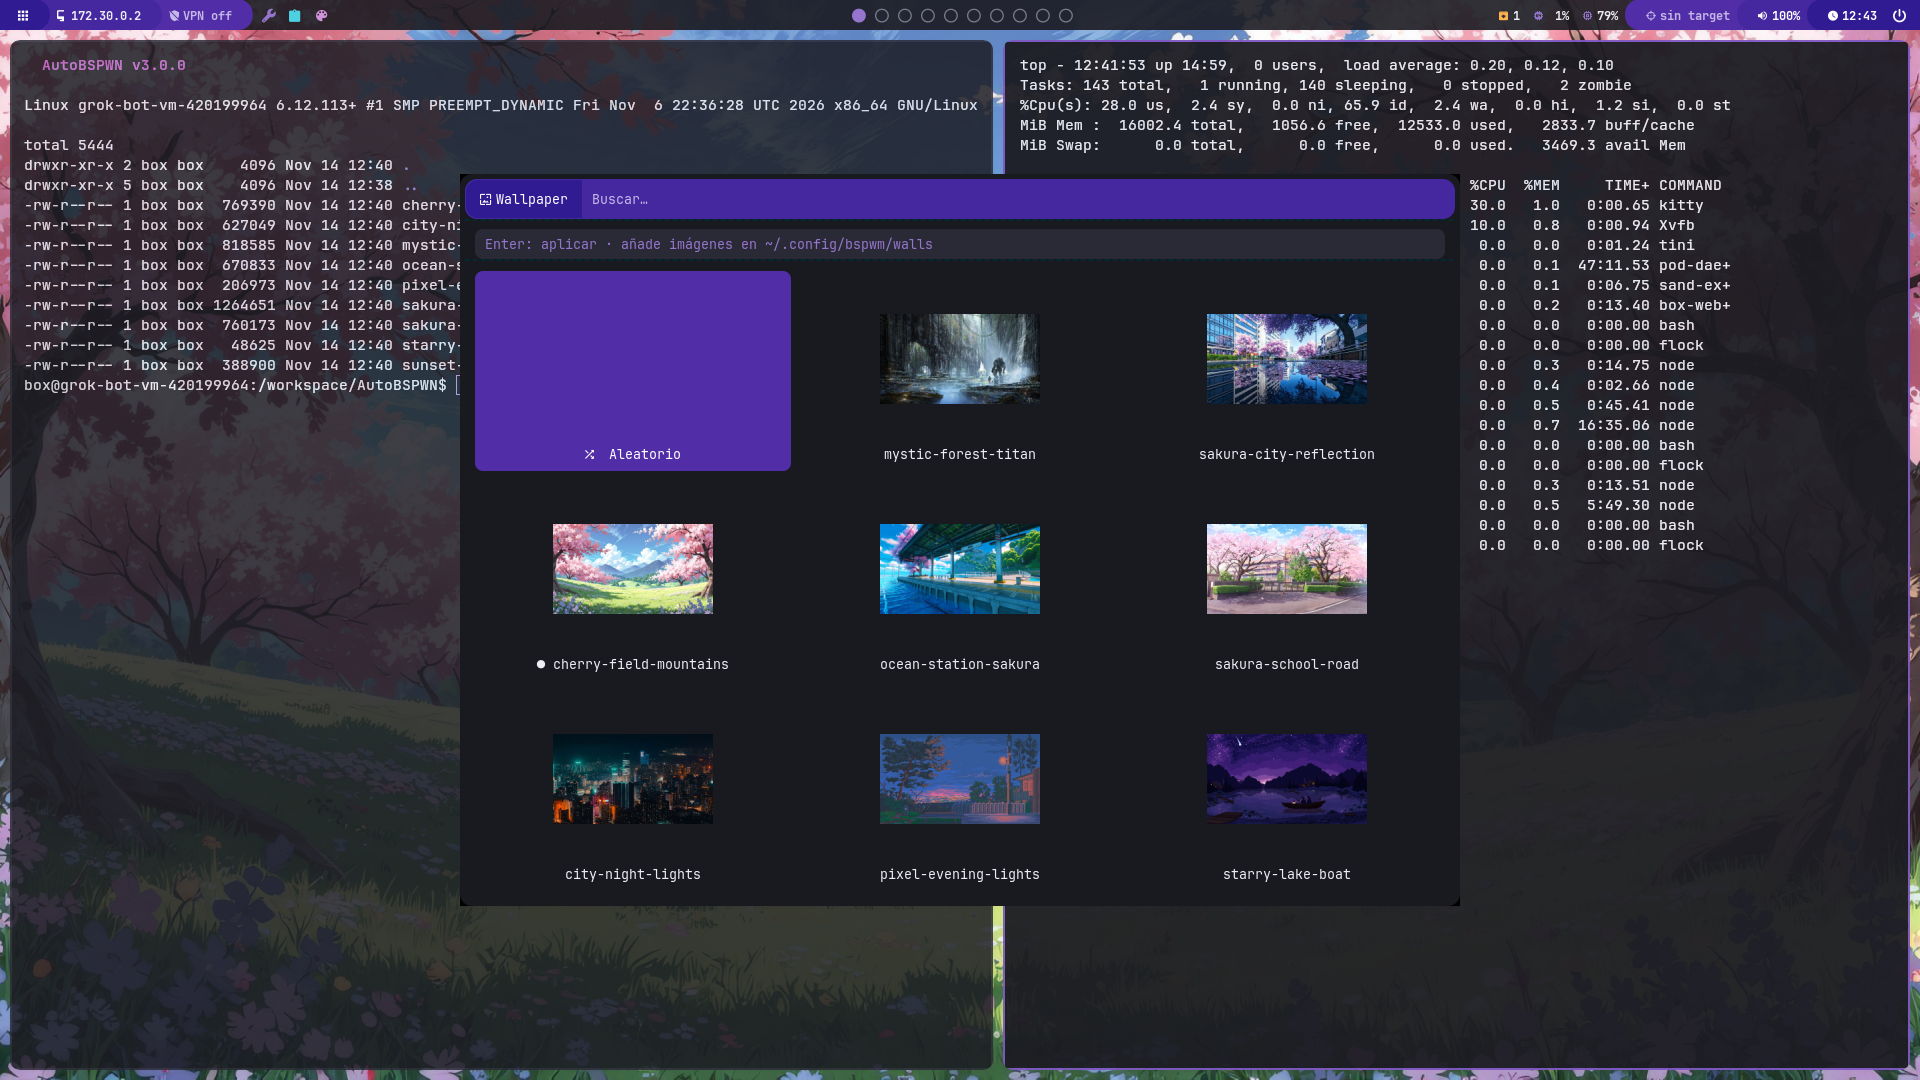 172.30.0.2 VPN off 1 1% 79% sin target 100% 12:43
AutoBSPWN v3.0.0
Linux grok-bot-vm-420199964 6.12.113+ #1 SMP PREEMPT_DYNAMIC Fri Nov  6 22:36:28 UTC 2026 x86_64 GNU/Linux
total 5444
drwxr-xr-x 2 box box    4096 Nov 14 12:40 .
drwxr-xr-x 5 box box    4096 Nov 14 12:38 ..
-rw-r--r-- 1 box box  769390 Nov 14 12:40 cherry-
-rw-r--r-- 1 box box  627049 Nov 14 12:40 city-ni
-rw-r--r-- 1 box box  818585 Nov 14 12:40 mystic-
-rw-r--r-- 1 box box  670833 Nov 14 12:40 ocean-s
-rw-r--r-- 1 box box  206973 Nov 14 12:40 pixel-e
-rw-r--r-- 1 box box 1264651 Nov 14 12:40 sakura-
-rw-r--r-- 1 box box  760173 Nov 14 12:40 sakura-
-rw-r--r-- 1 box box   48625 Nov 14 12:40 starry-
-rw-r--r-- 1 box box  388900 Nov 14 12:40 sunset-
box@grok-bot-vm-420199964:/workspace/AutoBSPWN$
top - 12:41:53 up 14:59,  0 users,  load average: 0.20, 0.12, 0.10
Tasks: 143 total,   1 running, 140 sleeping,   0 stopped,   2 zombie
%Cpu(s): 28.0 us,  2.4 sy,  0.0 ni, 65.9 id,  2.4 wa,  0.0 hi,  1.2 si,  0.0 st
MiB Mem :  16002.4 total,   1056.6 free,  12533.0 used,   2833.7 buff/cache
MiB Swap:      0.0 total,      0.0 free,      0.0 used.   3469.3 avail Mem
%CPU  %MEM     TIME+ COMMAND
30.0   1.0   0:00.65 kitty
10.0   0.8   0:00.94 Xvfb
0.0   0.0   0:01.24 tini
0.0   0.1  47:11.53 pod-dae+
0.0   0.1   0:06.75 sand-ex+
0.0   0.2   0:13.40 box-web+
0.0   0.0   0:00.00 bash
0.0   0.0   0:00.00 flock
0.0   0.3   0:14.75 node
0.0   0.4   0:02.66 node
0.0   0.5   0:45.41 node
0.0   0.7  16:35.06 node
0.0   0.0   0:00.00 bash
0.0   0.0   0:00.00 flock
0.0   0.3   0:13.51 node
0.0   0.5   5:49.30 node
0.0   0.0   0:00.00 bash
0.0   0.0   0:00.00 flock
Wallpaper Buscar…
Enter: aplicar · añade imágenes en ~/.config/bspwm/walls
Aleatorio
mystic-forest-titan
sakura-city-reflection
● cherry-field-mountains
ocean-station-sakura
sakura-school-road
city-night-lights
pixel-evening-lights
starry-lake-boat